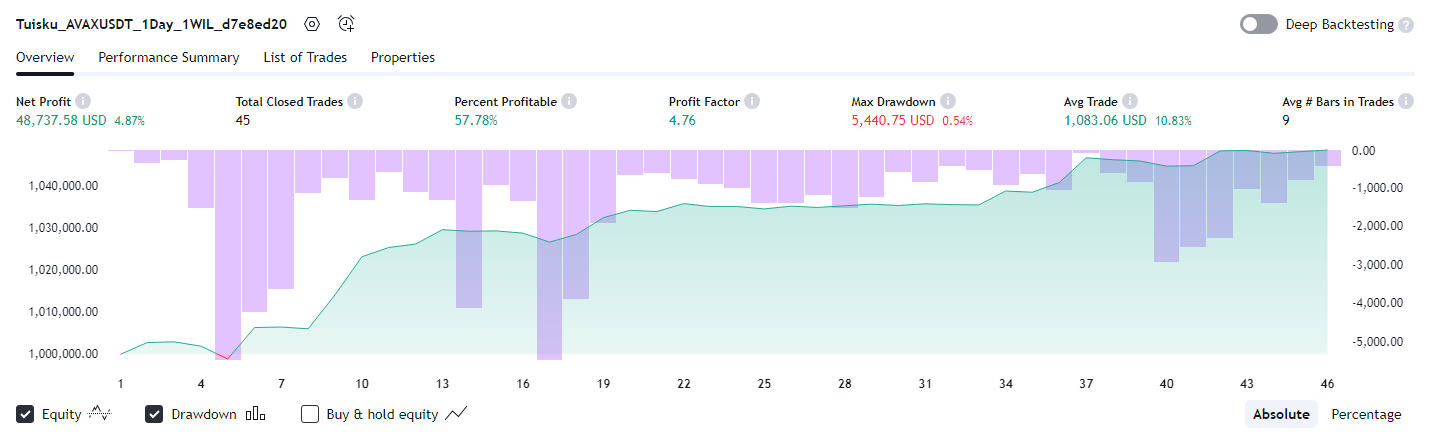 Tuisku_AVAXUSDT_1Day_1WIL_d7e8ed20 Deep Backtesting ?
Overview Performance Summary List of Trades Properties
Net Profit i Total Closed Trades i Percent Profitable i Profit Factor i Max Drawdown i Avg Trade i Avg # Bars in Trades i
48,737.58 USD 4.87% 45 57.78% 4.76 5,440.75 USD 0.54% 1,083.06 USD 10.83% 9
0.00
1,040,000.00 -1,000.00
1,030,000.00 -2,000.00
1,020,000.00 -3,000.00
1,010,000.00 -4,000.00
1,000,000.00 -5,000.00
1 4 7 10 13 16 19 22 25 28 31 34 37 40 43 46
Equity Drawdown Buy & hold equity Absolute Percentage